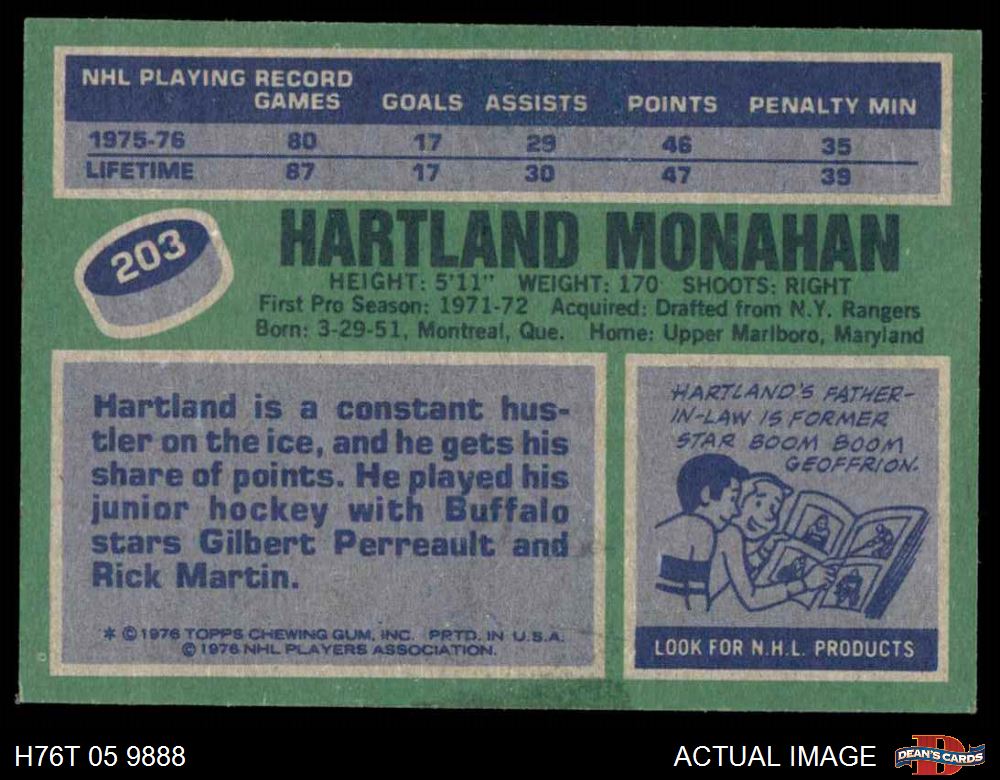 NHL PLAYING RECORD
GAMES GOALS ASSISTS POINTS PENALTY MIN
1975-76 80 17 29 46 35
LIFETIME 87 17 30 47 39
203
HARTLAND MONAHAN
HEIGHT: 5'11" WEIGHT: 170 SHOOTS: RIGHT
First Pro Season: 1971-72 Acquired: Drafted from N.Y. Rangers
Born: 3-29-51, Montreal, Que. Home: Upper Marlboro, Maryland
Hartland is a constant hus-
tler on the ice, and he gets his
share of points. He played his
junior hockey with Buffalo
stars Gilbert Perreault and
Rick Martin.
* © 1976 TOPPS CHEWING GUM, INC. PRTD. IN U.S.A.
© 1976 NHL PLAYERS ASSOCIATION.
HARTLAND'S FATHER-
IN-LAW IS FORMER
STAR BOOM BOOM
GEOFFRION.
LOOK FOR N.H.L. PRODUCTS
H76T 05 9888
ACTUAL IMAGE
D
DEAN'S CARDS